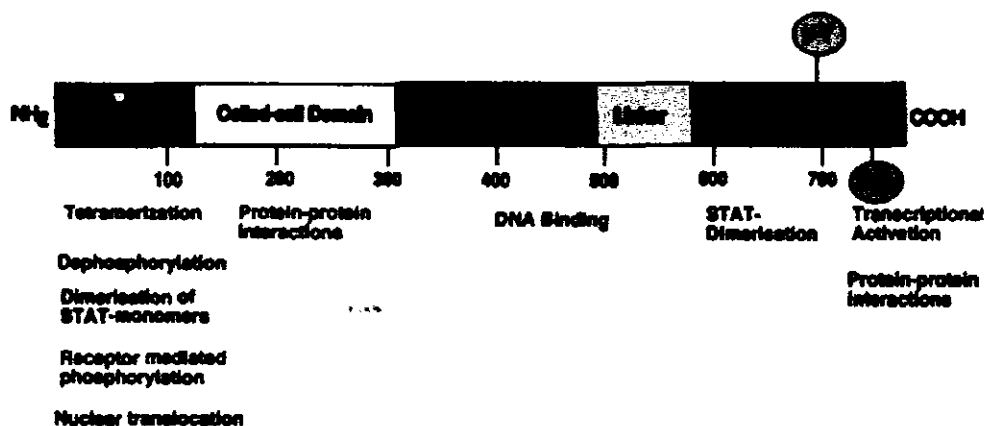 NH2
Coiled-coil Domain
Linker
COOH
100
200
300
400
500
600
700
Tetramerization
Protein-protein
interactions
DNA Binding
STAT-
Dimerisation
Transcriptional
Activation
Dephosphorylation
Dimerisation of
STAT-monomers
Protein-protein
interactions
Receptor mediated
phosphorylation
Nuclear translocation